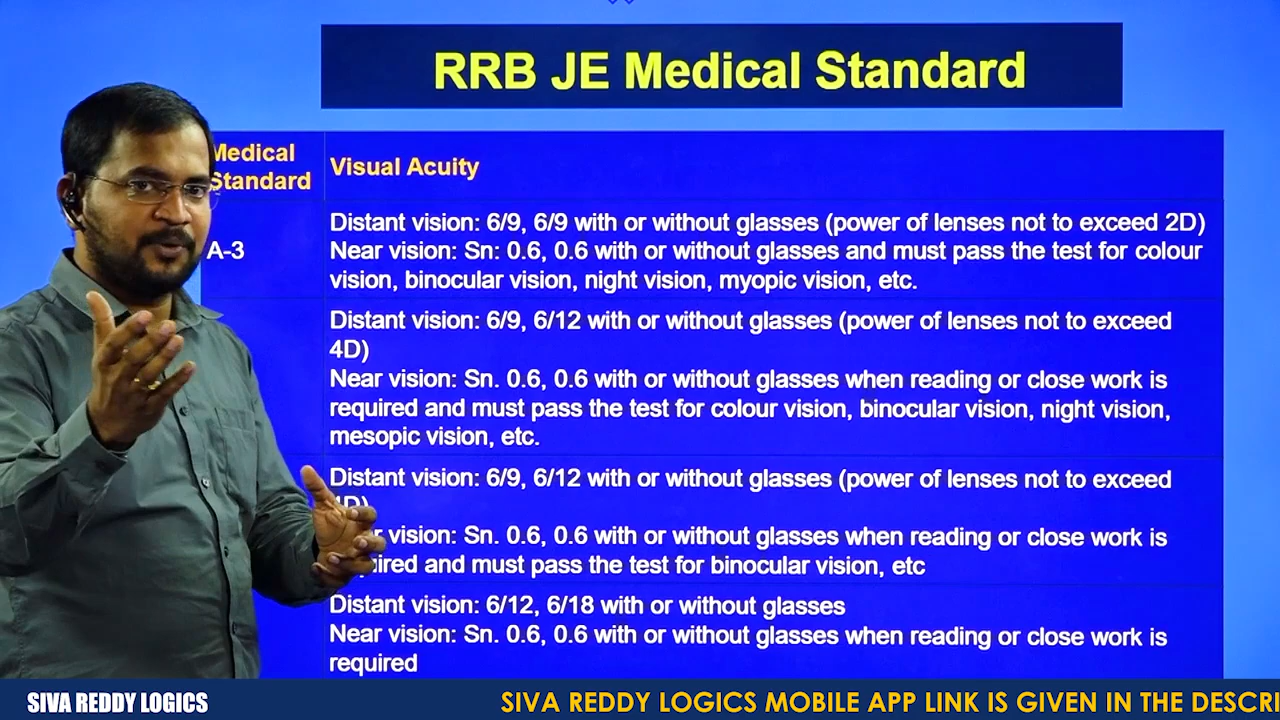 RRB JE Medical Standard
Medical
Standard
Visual Acuity
A-3
Distant vision: 6/9, 6/9 with or without glasses (power of lenses not to exceed 2D)
Near vision: Sn: 0.6, 0.6 with or without glasses and must pass the test for colour
vision, binocular vision, night vision, myopic vision, etc.
Distant vision: 6/9, 6/12 with or without glasses (power of lenses not to exceed
4D)
Near vision: Sn. 0.6, 0.6 with or without glasses when reading or close work is
required and must pass the test for colour vision, binocular vision, night vision,
mesopic vision, etc.
Distant vision: 6/9, 6/12 with or without glasses (power of lenses not to exceed
vision: Sn. 0.6, 0.6 with or without glasses when reading or close work is
and must pass the test for binocular vision, etc
Distant vision: 6/12, 6/18 with or without glasses
Near vision: Sn. 0.6, 0.6 with or without glasses when reading or close work is
required
SIVA REDDY LOGICS
SIVA REDDY LOGICS MOBILE APP LINK IS GIVEN IN THE DESCRI